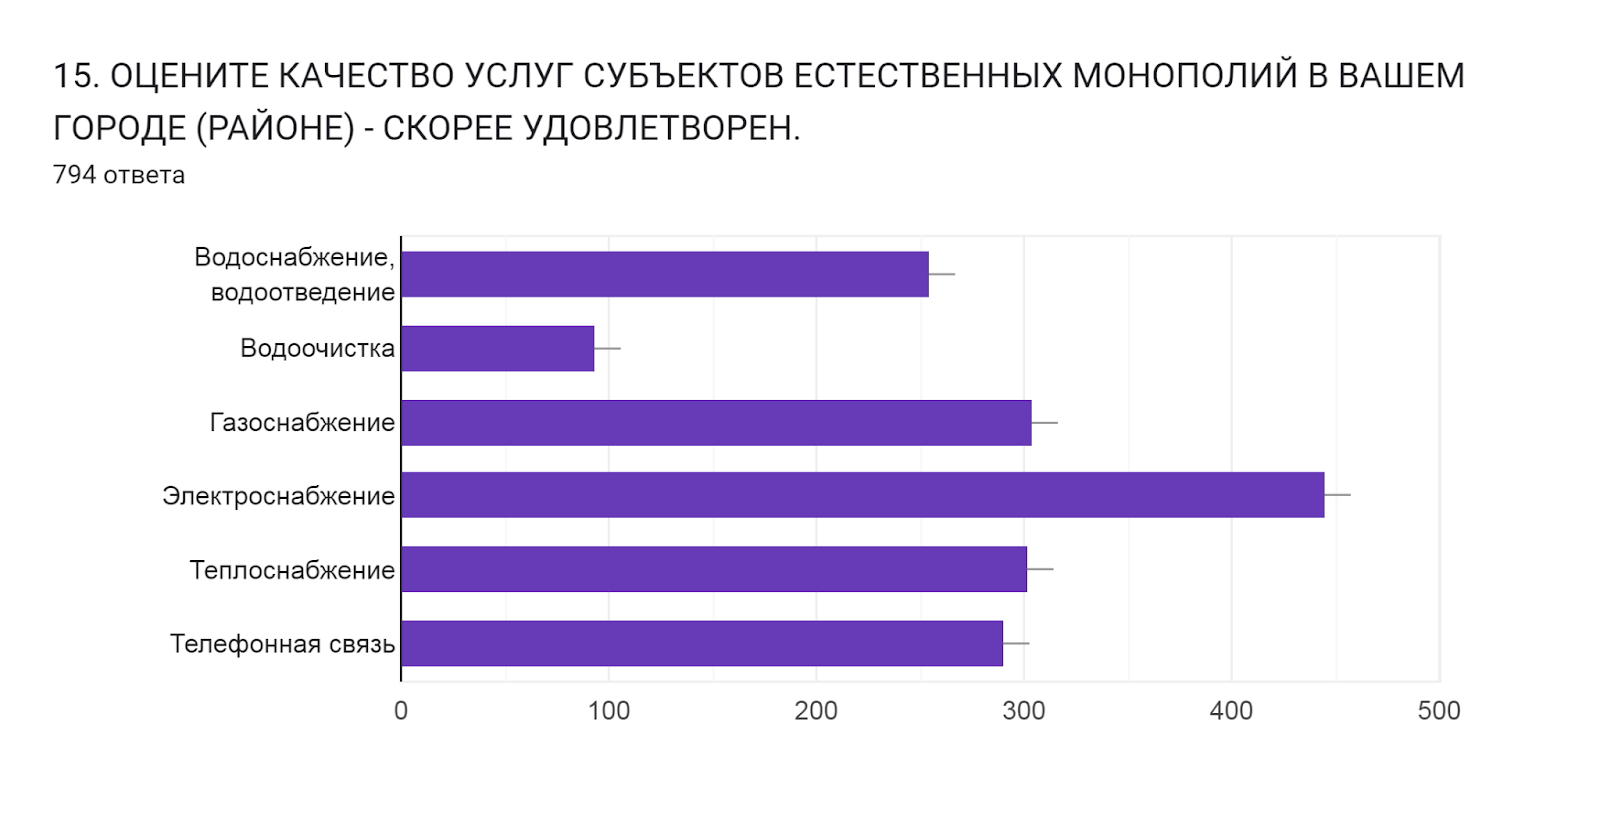 15. ОЦЕНИТЕ КАЧЕСТВО УСЛУГ СУБЪЕКТОВ ЕСТЕСТВЕННЫХ МОНОПОЛИЙ В ВАШЕМ
ГОРОДЕ (РАЙОНЕ) - СКОРЕЕ УДОВЛЕТВОРЕН.
794 ответа
Водоснабжение,
водоотведение
Водоочистка
Газоснабжение
Электроснабжение
Теплоснабжение
Телефонная связь
0 100 200 300 400 500